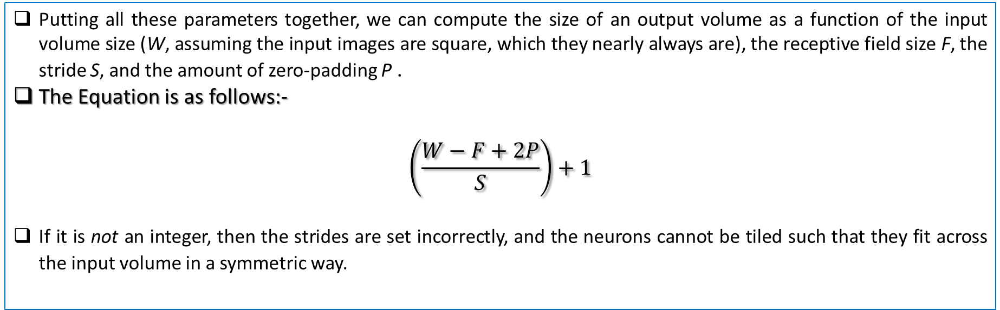 ❑ Putting all these parameters together, we can compute the size of an output volume as a function of the input
volume size (W, assuming the input images are square, which they nearly always are), the receptive field size F, the
stride S, and the amount of zero-padding P .
❑ The Equation is as follows:-
(\frac{W − F + 2P}{S}) + 1
❑ If it is not an integer, then the strides are set incorrectly, and the neurons cannot be tiled such that they fit across
the input volume in a symmetric way.